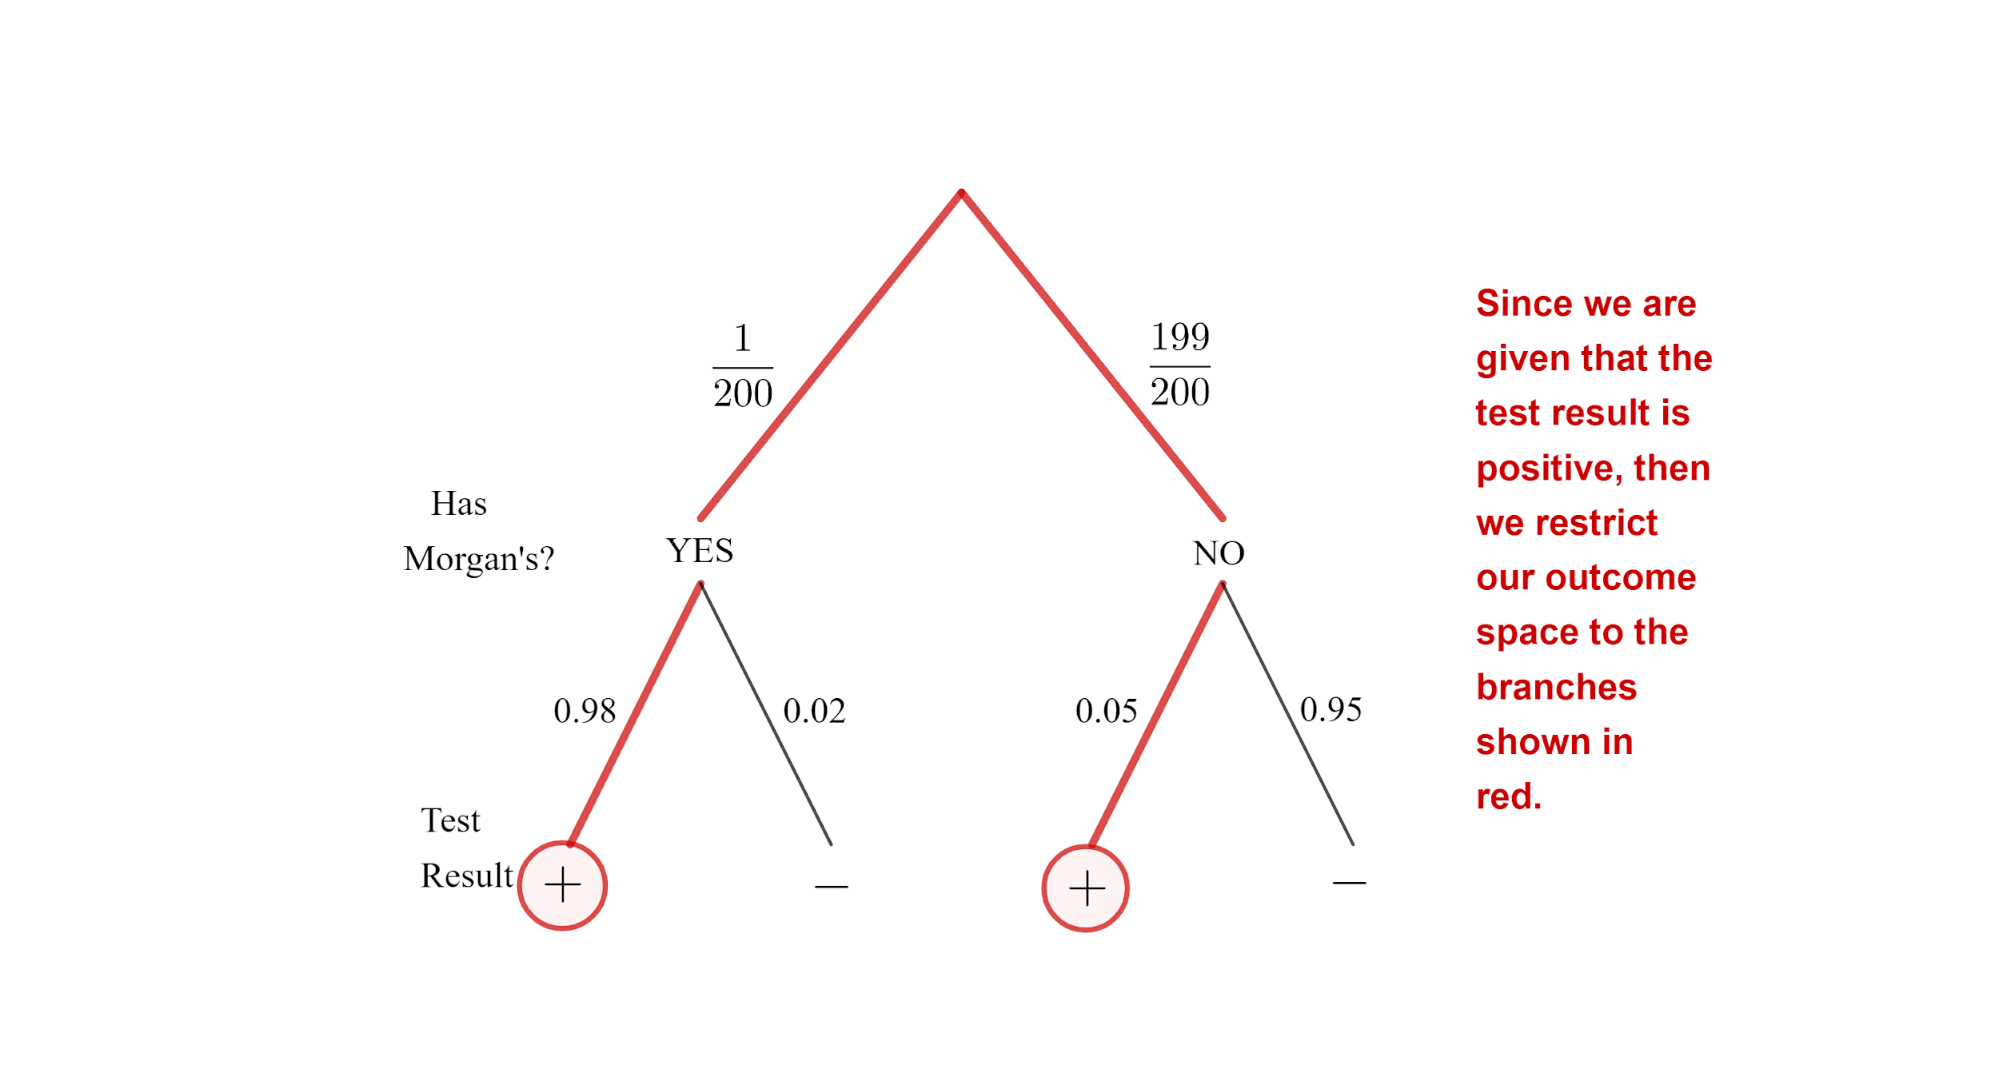 1
200
199
200
Has
Morgan's?
YES
NO
0.98
0.02
0.05
0.95
Test
Result
+
−
+
−
Since we are
given that the
test result is
positive, then
we restrict
our outcome
space to the
branches
shown in
red.